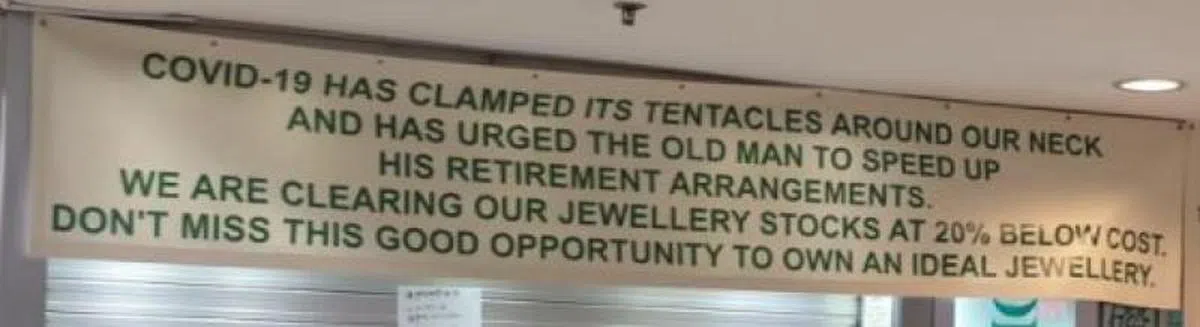 COVID-19 HAS CLAMPED ITS TENTACLES AROUND OUR NECK
AND HAS URGED THE OLD MAN TO SPEED UP
HIS RETIREMENT ARRANGEMENTS.
WE ARE CLEARING OUR JEWELLERY STOCKS AT 20% BELOW COST.
DON'T MISS THIS GOOD OPPORTUNITY TO OWN AN IDEAL JEWELLERY.